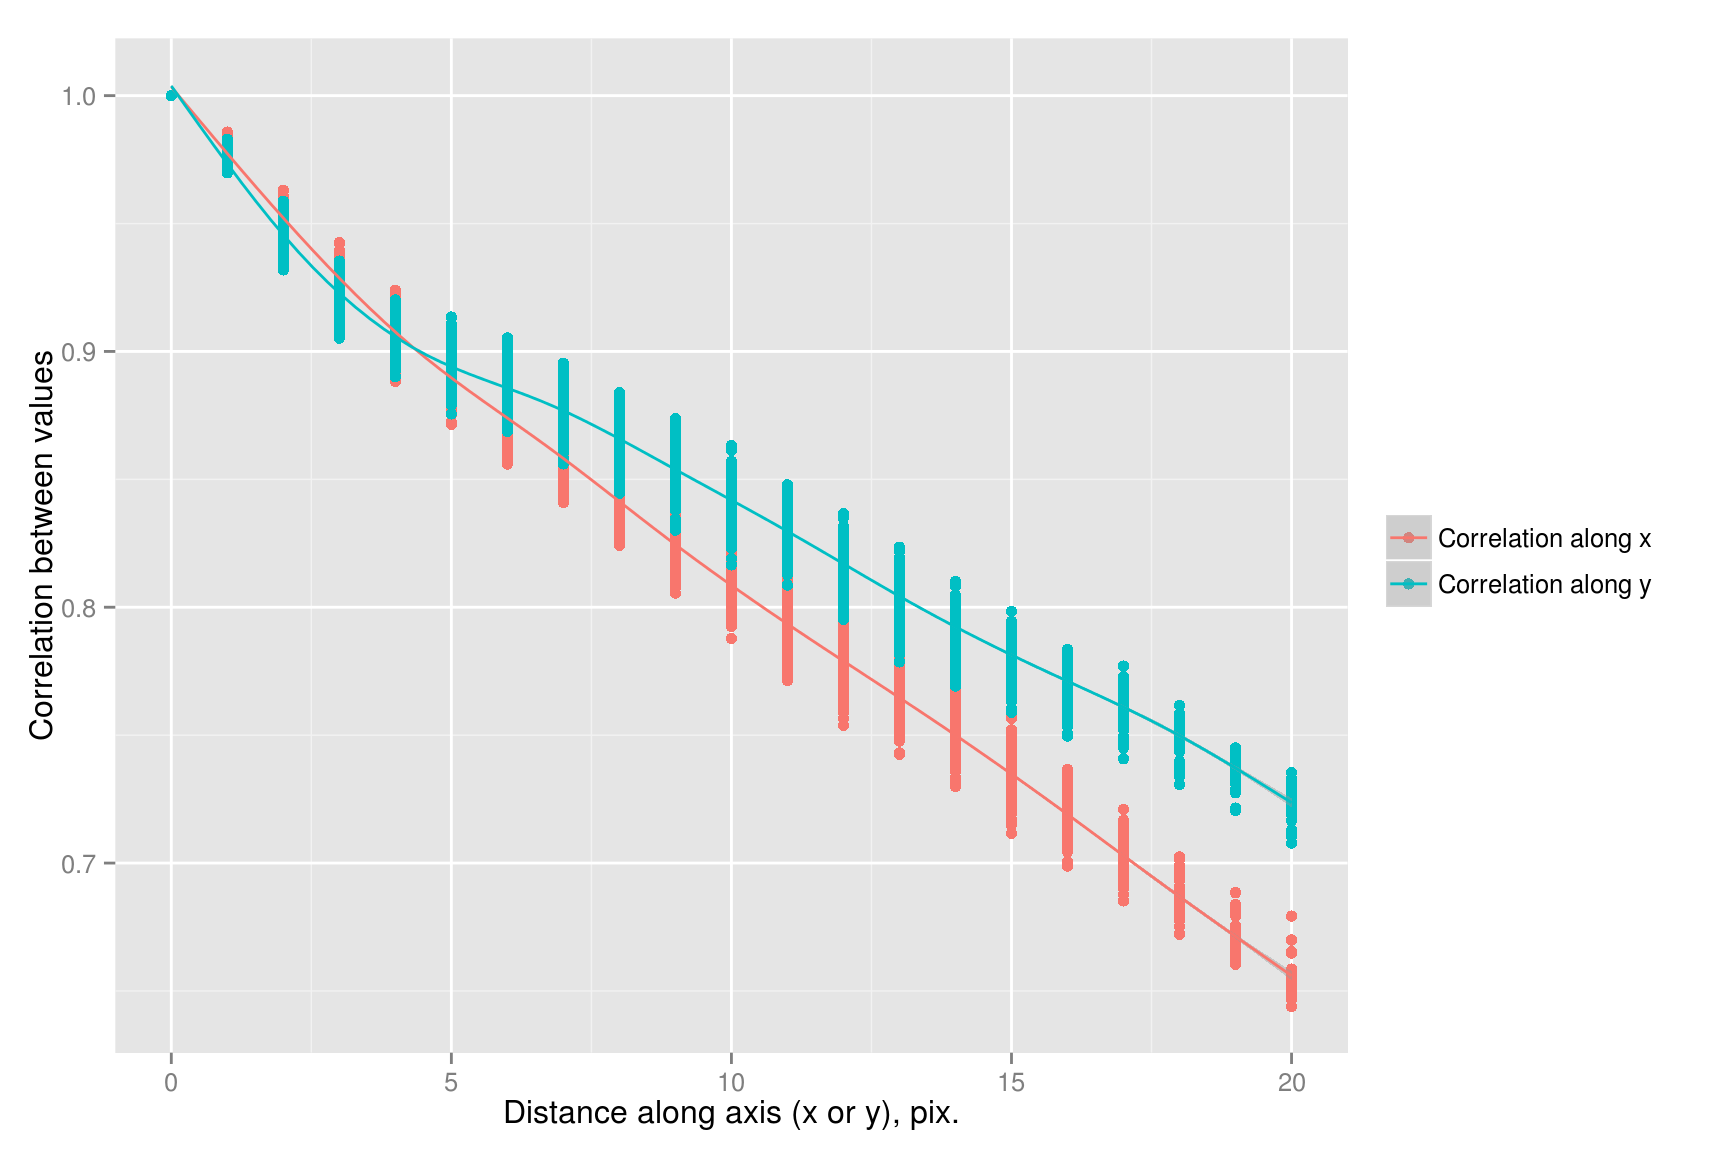 1.0
0.9
0.8
0.7
Correlation between values
0
5
10
15
20
Distance along axis (x or y), pix.
Correlation along x
Correlation along y